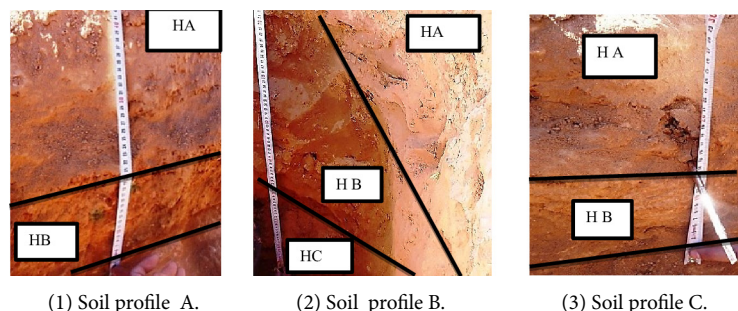 HA
HB
(1) Soil profile A.
HA
H B
HC
(2) Soil profile B.
H A
H B
(3) Soil profile C.